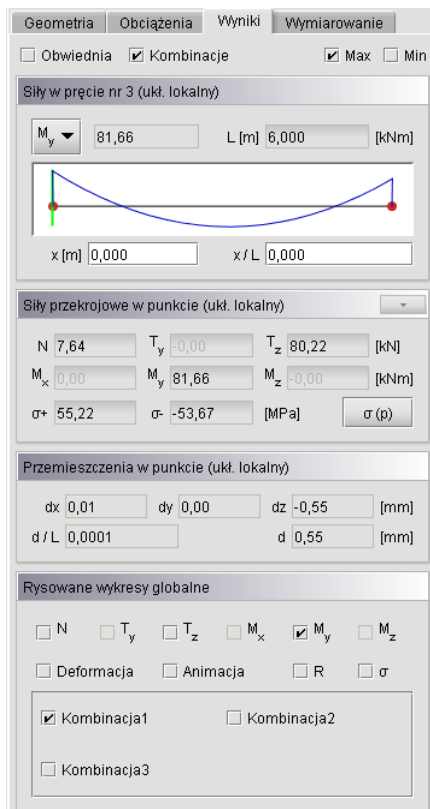 Geometria Obciążenia Wyniki Wymiarowanie
Obwiednia Kombinacje Max Min
Siły w pręcie nr 3 (ukł. lokalny)
My 81,66 L [m] 6,000 [kNm]
x [m] 0,000 x / L 0,000
Siły przekrojowe w punkcie (ukł. lokalny)
N 7,64 Ty -0,00 Tz 80,22 [kN]
Mx 0,00 My 81,66 Mz -0,00 [kNm]
σ+ 55,22 σ- -53,67 [MPa] σ (p)
Przemieszczenia w punkcie (ukł. lokalny)
dx 0,01 dy 0,00 dz -0,55 [mm]
d / L 0,0001 d 0,55 [mm]
Rysowane wykresy globalne
N Ty Tz Mx My Mz
Deformacja Animacja R σ
Kombinacja1 Kombinacja2
Kombinacja3